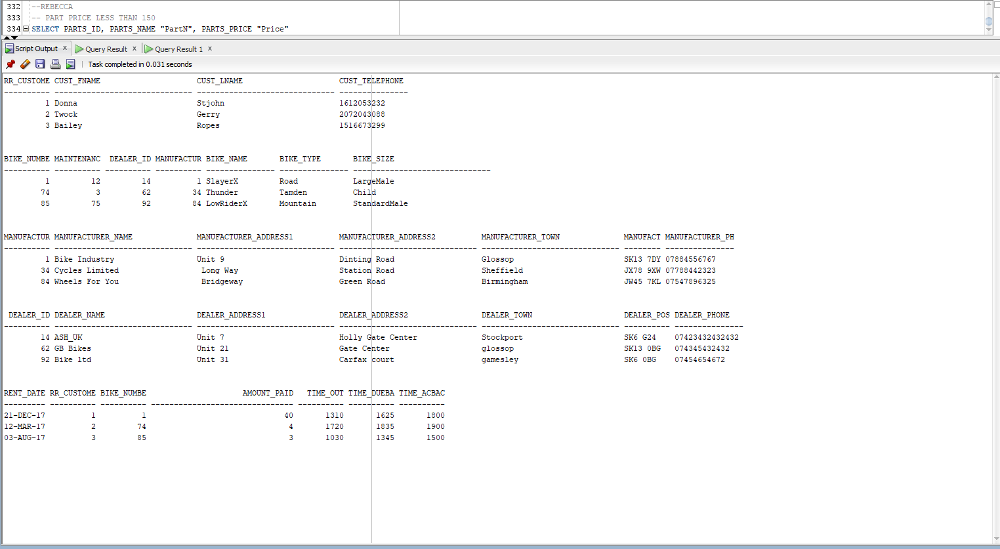 332 --REBECCA
333 -- PART PRICE LESS THAN 150
334 SELECT PARTS_ID, PARTS_NAME "PartN", PARTS_PRICE "Price"
Script Output x Query Result x Query Result 1 x
Task completed in 0.031 seconds
RR_CUSTOME CUST_FNAME                     CUST_LNAME                     CUST_TELEPHONE
---------- ------------------------------ ------------------------------ ---------------
         1 Donna                          Stjohn                         1612053232
         2 Twock                          Gerry                          2072043088
         3 Bailey                         Ropes                          1516673299
BIKE_NUMBE MAINTENANC  DEALER_ID MANUFACTUR BIKE_NAME       BIKE_TYPE       BIKE_SIZE
---------- ---------- ---------- ---------- --------------- --------------- ------------------------------
         1         12         14          1 SlayerX         Road            LargeMale
        74          3         62         34 Thunder         Tamden          Child
        85         75         92         84 LowRiderX       Mountain        StandardMale
MANUFACTUR MANUFACTURER_NAME              MANUFACTURER_ADDRESS1          MANUFACTURER_ADDRESS2          MANUFACTURER_TOWN              MANUFACT MANUFACTURER_PH
---------- ------------------------------ ------------------------------ ------------------------------ ------------------------------ -------- ---------------
         1 Bike Industry                  Unit 9                         Dinting Road                   Glossop                        SK13 7DY 07884556767
        34 Cycles Limited                  Long Way                      Station Road                   Sheffield                      JX78 9XW 07788442323
        84 Wheels For You                  Bridgeway                     Green Road                     Birmingham                     JW45 7KL 07547896325
 DEALER_ID DEALER_NAME                    DEALER_ADDRESS1                DEALER_ADDRESS2                DEALER_TOWN                    DEALER_POS DEALER_PHONE
---------- ------------------------------ ------------------------------ ------------------------------ ------------------------------ ---------- ---------------
        14 ASH_UK                         Unit 7                         Holly Gate Center              Stockport                      SK6 G24    07423432432432
        62 GB Bikes                       Unit 21                        Gate Center                    glossop                        SK13 0BG   074345432432
        92 Bike ltd                       Unit 31                        Carfax court                   gamesley                       SK6 0BG    07454654672
RENT_DATE RR_CUSTOME BIKE_NUMBE                     AMOUNT_PAID   TIME_OUT TIME_DUEBA TIME_ACBAC
--------- ---------- ---------- ------------------------------- ---------- ---------- ----------
21-DEC-17          1          1                              40       1310       1625       1800
12-MAR-17          2         74                               4       1720       1835       1900
03-AUG-17          3         85                               3       1030       1345       1500